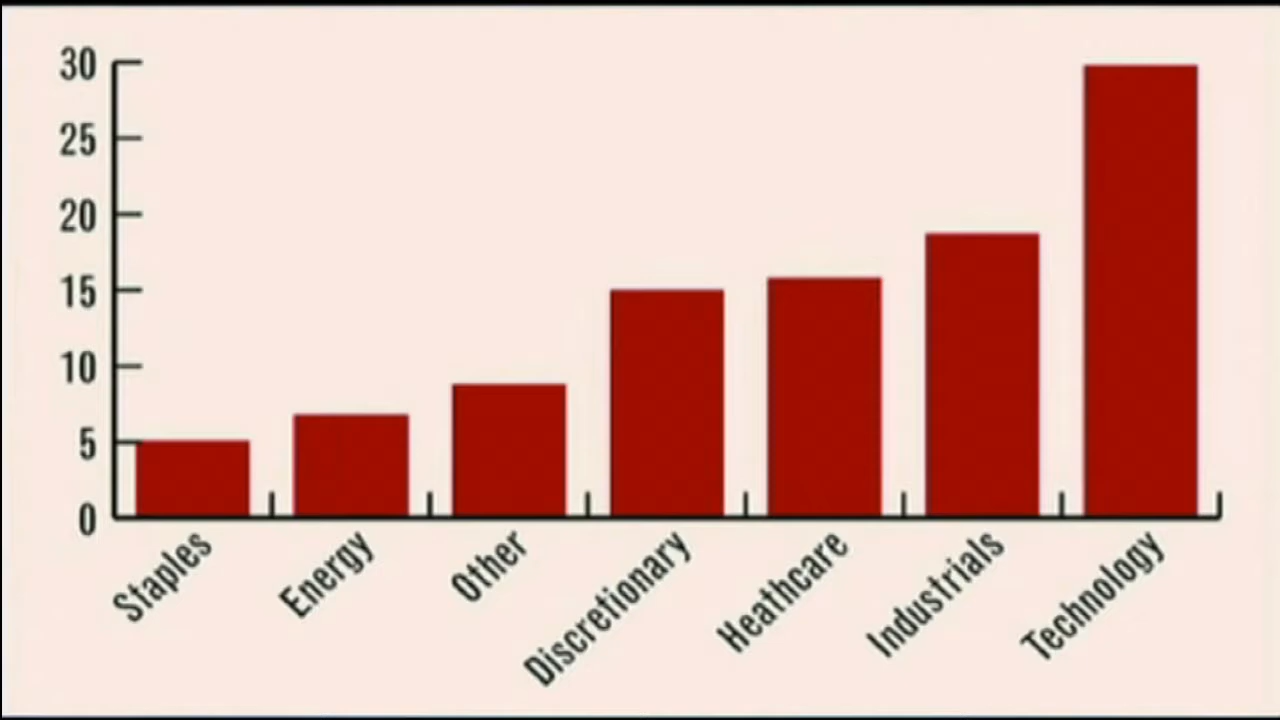 30
25
20
15
10
5
0
Staples
Energy
Other
Discretionary
Heathcare
Industrials
Technology